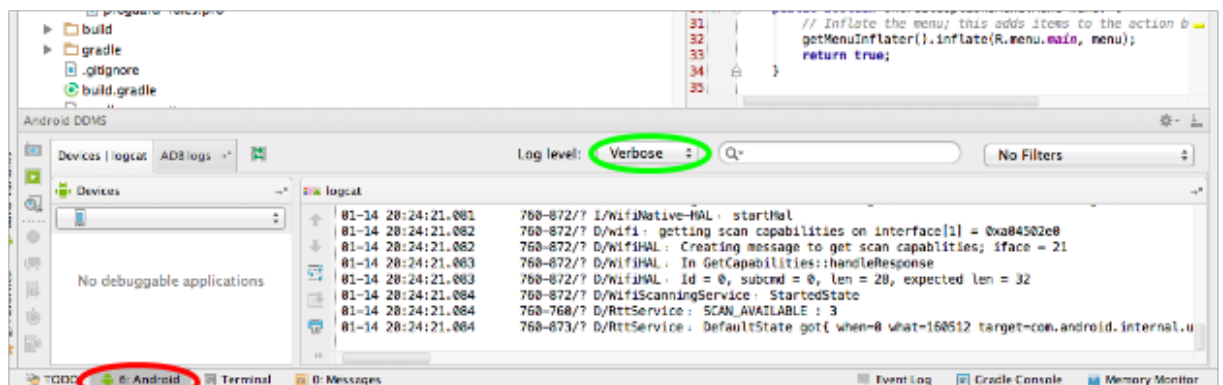 build
gradle
.gitignore
build.gradle
31 // Inflate the menu; this adds items to the action b
32 getMenuInflater().inflate(R.menu.main, menu);
33 return true;
34 }
35
Android DDMS
Devices | logcat ADB logs Log level: Verbose No Filters
Devices logcat
No debuggable applications
01-14 20:24:21.081 760-872/? I/WifiNative-HAL﹕ startHal
01-14 20:24:21.082 760-872/? D/wifi﹕ getting scan capabilities on interface[1] = 0xa04502e0
01-14 20:24:21.082 760-872/? D/WifiHAL﹕ Creating message to get scan capablities; iface = 21
01-14 20:24:21.083 760-872/? D/WifiHAL﹕ In GetCapabilities::handleResponse
01-14 20:24:21.083 760-872/? D/WifiHAL﹕ Id = 0, subcmd = 0, len = 28, expected len = 32
01-14 20:24:21.084 760-872/? D/WifiScanningService﹕ StartedState
01-14 20:24:21.084 760-760/? D/RttService﹕ SCAN_AVAILABLE : 3
01-14 20:24:21.084 760-873/? D/RttService﹕ DefaultState got{ when=0 what=160512 target=com.android.internal.u
TODO 6: Android Terminal 0: Messages Event Log Gradle Console Memory Monitor